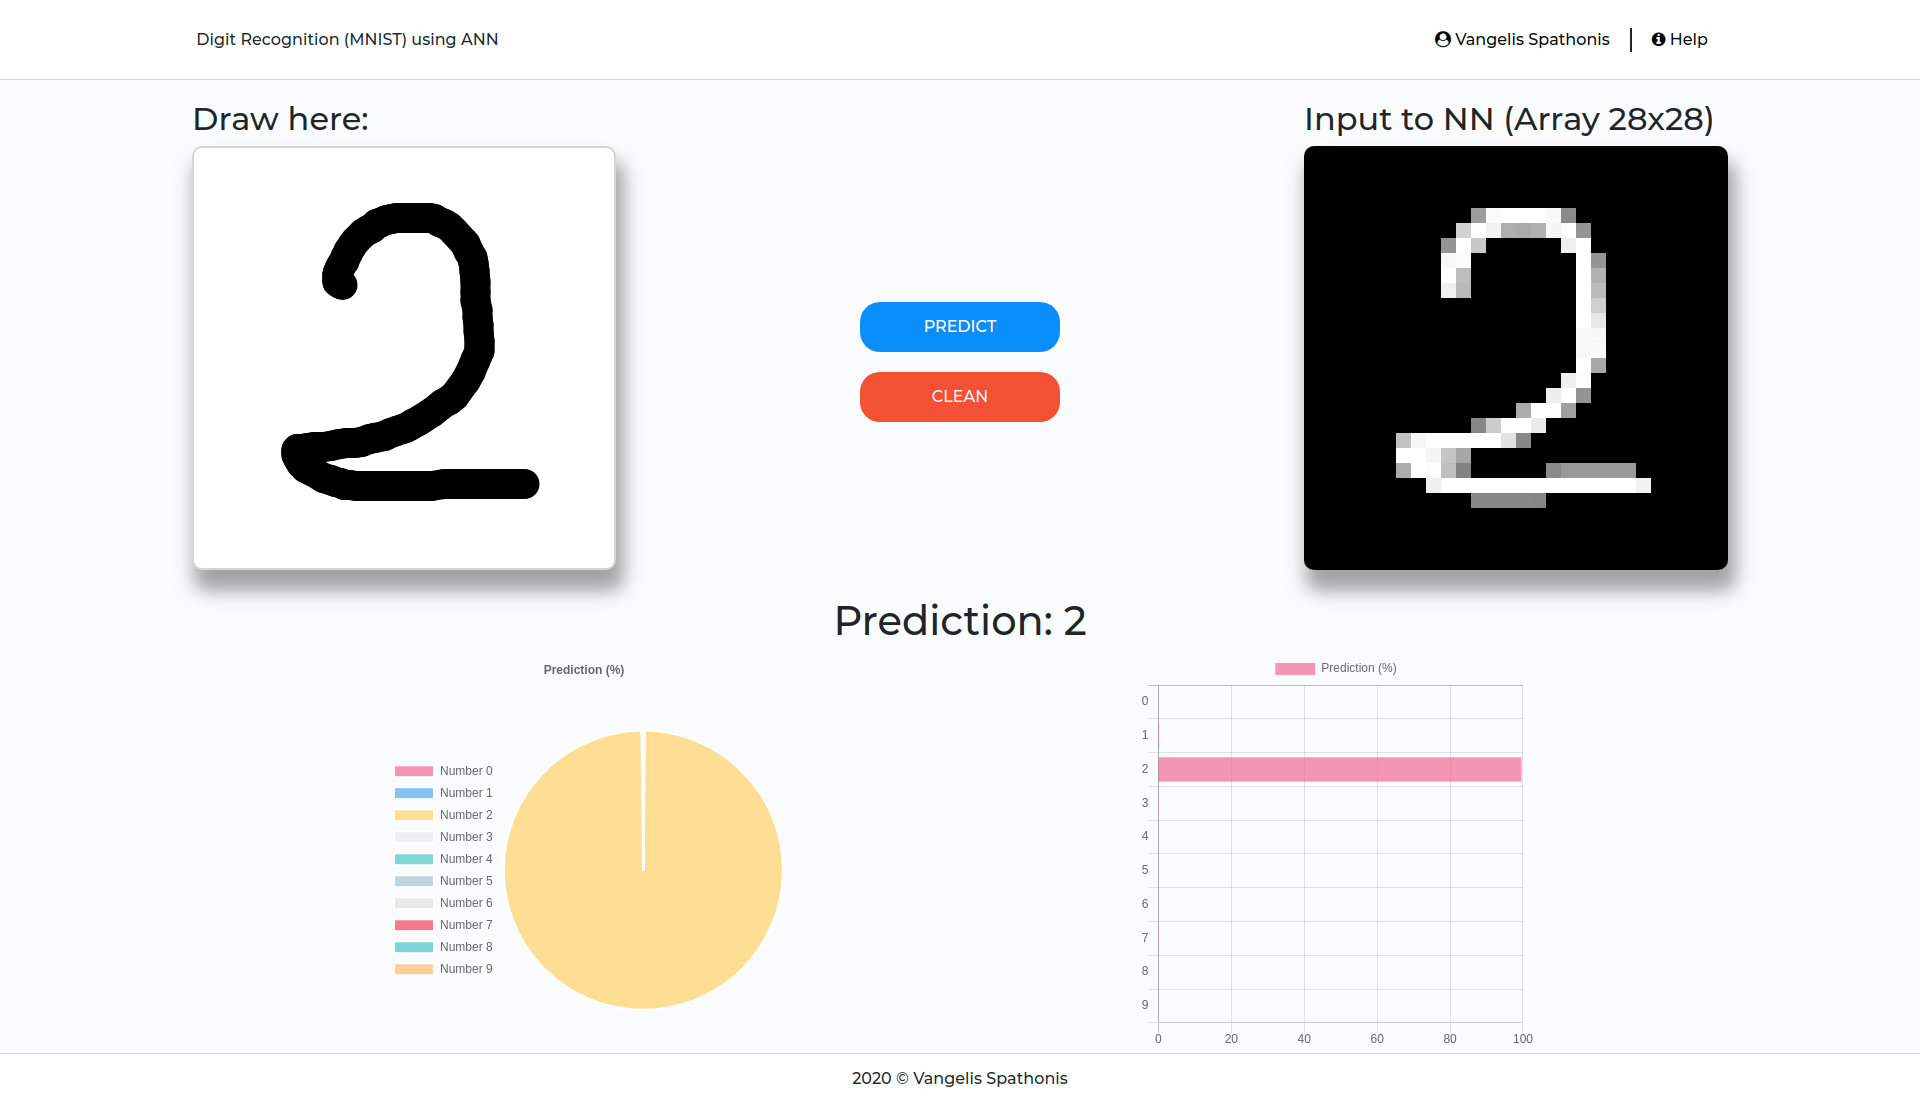 Digit Recognition (MNIST) using ANN
Vangelis Spathonis | Help
Draw here:
Input to NN (Array 28x28)
2
2
PREDICT
CLEAN
Prediction: 2
Prediction (%)
Number 0
Number 1
Number 2
Number 3
Number 4
Number 5
Number 6
Number 7
Number 8
Number 9
Prediction (%)
0
1
2
3
4
5
6
7
8
9
0 20 40 60 80 100
2020 © Vangelis Spathonis